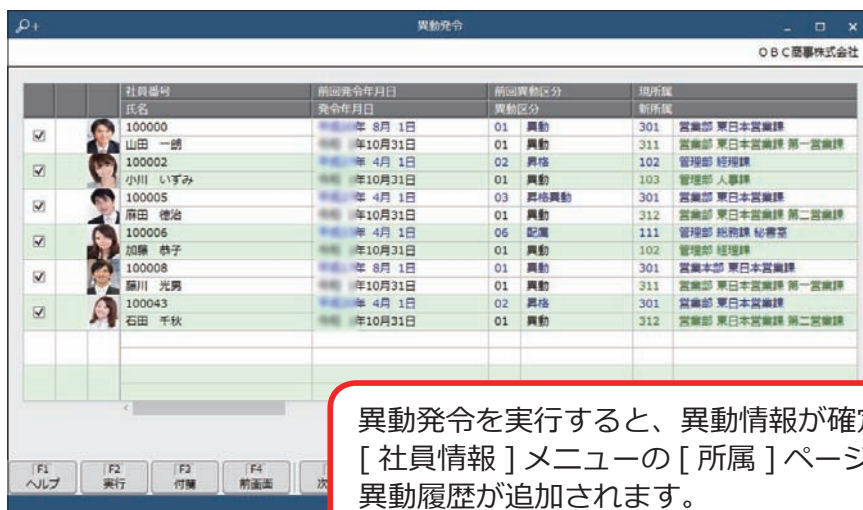 異動発令
OBC商事株式会社
社員番号 前回発令年月日 前回異動区分 現所属
氏名 発令年月日 異動区分 新所属
100000 年 8月 1日 01 異動 301 営業部 東日本営業課
山田 一朗 年10月31日 01 異動 311 営業部 東日本営業課 第一営業課
100002 年 4月 1日 02 昇格 102 管理部 経理課
小川 いずみ 年10月31日 01 異動 103 管理部 人事課
100005 年 4月 1日 03 昇格異動 301 営業部 東日本営業課
麻田 徳治 年10月31日 01 異動 312 営業部 東日本営業課 第二営業課
100006 年 4月 1日 06 配属 111 管理部 総務課 秘書室
加藤 恭子 年10月31日 01 異動 102 管理部 経理課
100008 年 8月 1日 01 異動 301 営業本部 東日本営業課
藤川 光男 年10月31日 01 異動 311 営業部 東日本営業課 第一営業課
100043 年 4月 1日 02 昇格 301 営業部 東日本営業課
石田 千秋 年10月31日 01 異動 312 営業部 東日本営業課 第二営業課
異動発令を実行すると、異動情報が確
[ 社員情報 ] メニューの [ 所属 ] ページ
異動履歴が追加されます。
F1 F2 F3 F4
ヘルプ 実行 付箋 前画面 次